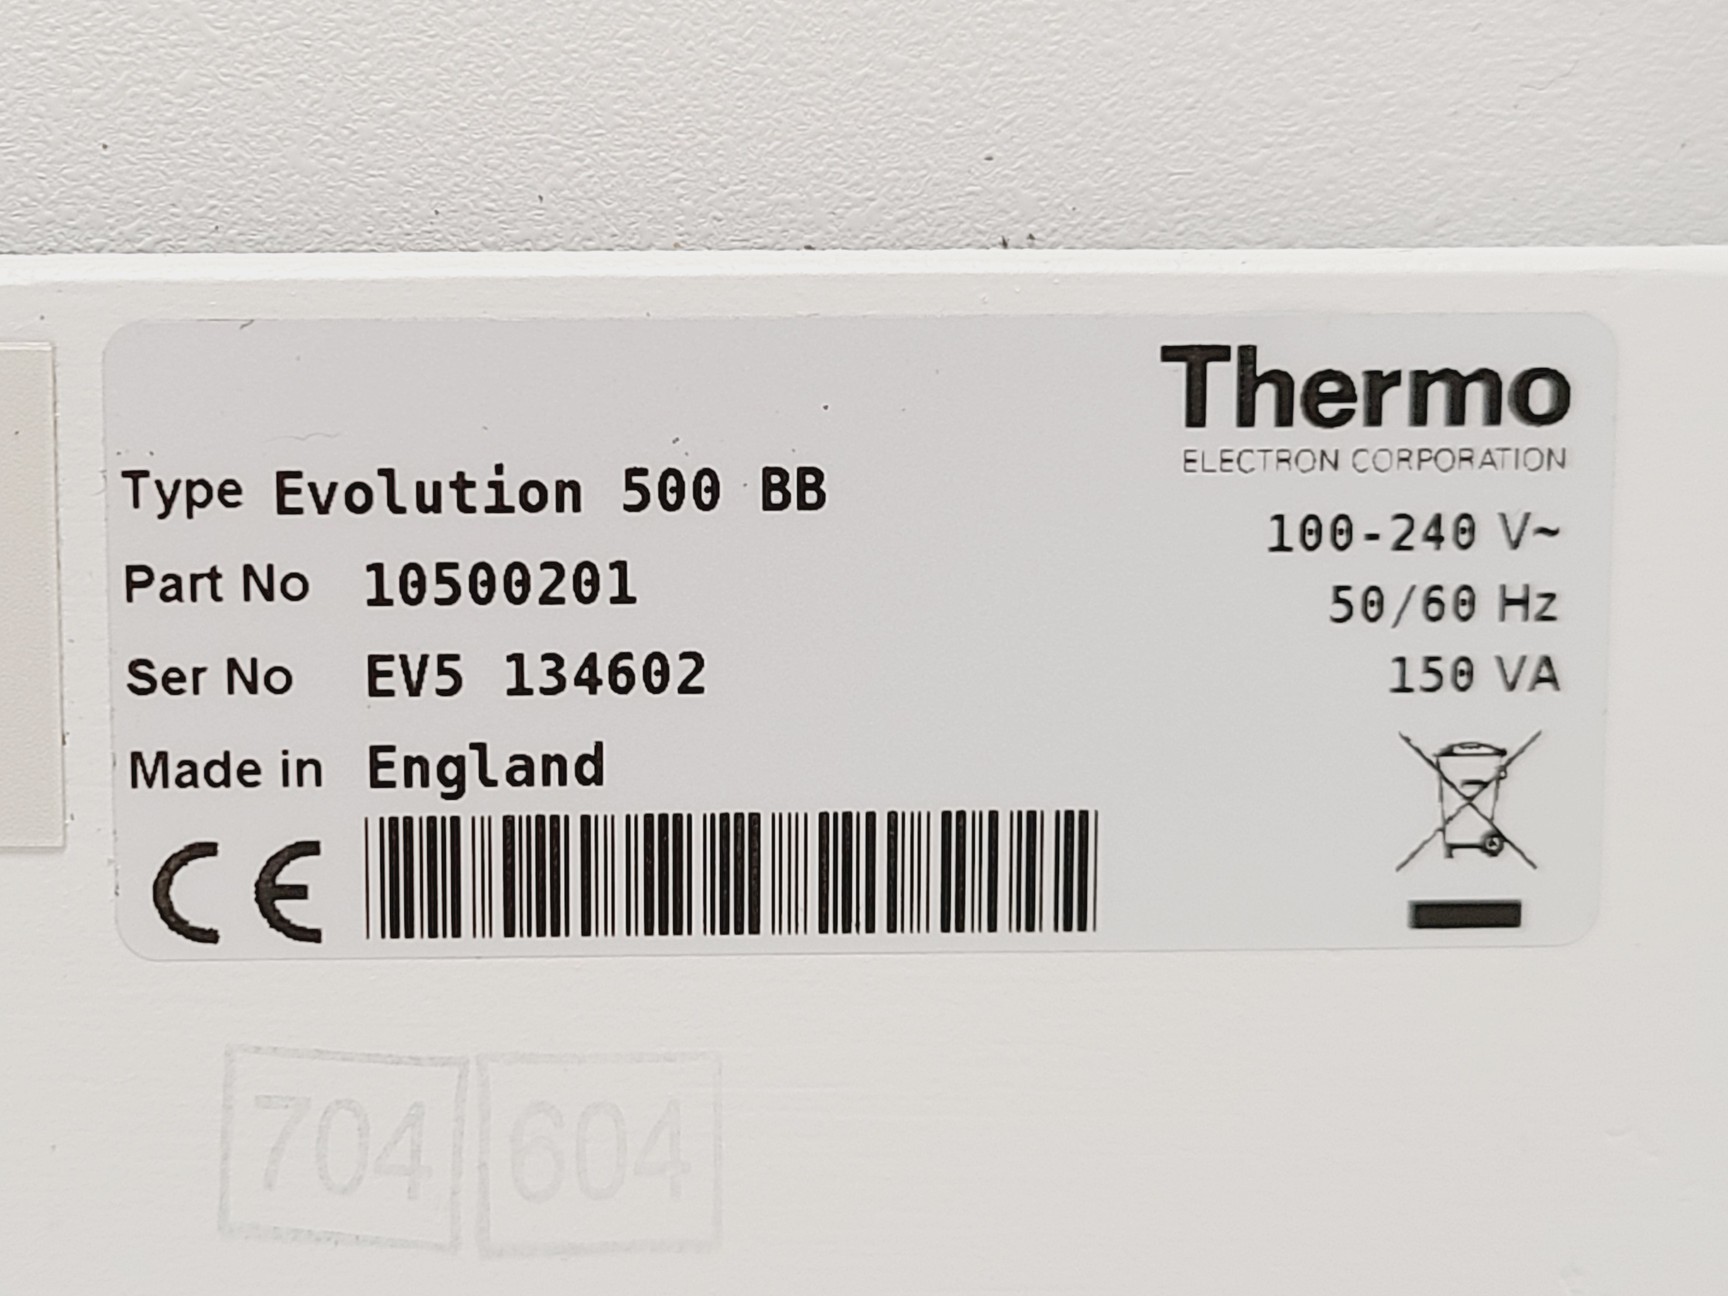 Thermo
ELECTRON CORPORATION
Type Evolution 500 BB
Part No 10500201
Ser No EV5 134602
Made in England
100-240 V~
50/60 Hz
150 VA
CE
704 604